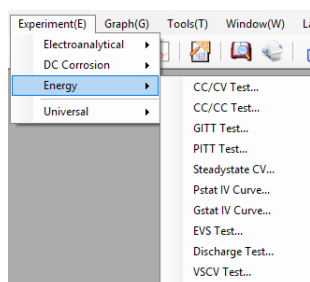 Experiment(E) Graph(G) Tools(T) Window(W)
Electroanalytical
DC Corrosion
Energy
Universal
CC/CV Test...
CC/CC Test...
GITT Test...
PITT Test...
Steadystate CV...
Pstat IV Curve...
Gstat IV Curve...
EVS Test...
Discharge Test...
VSCV Test...